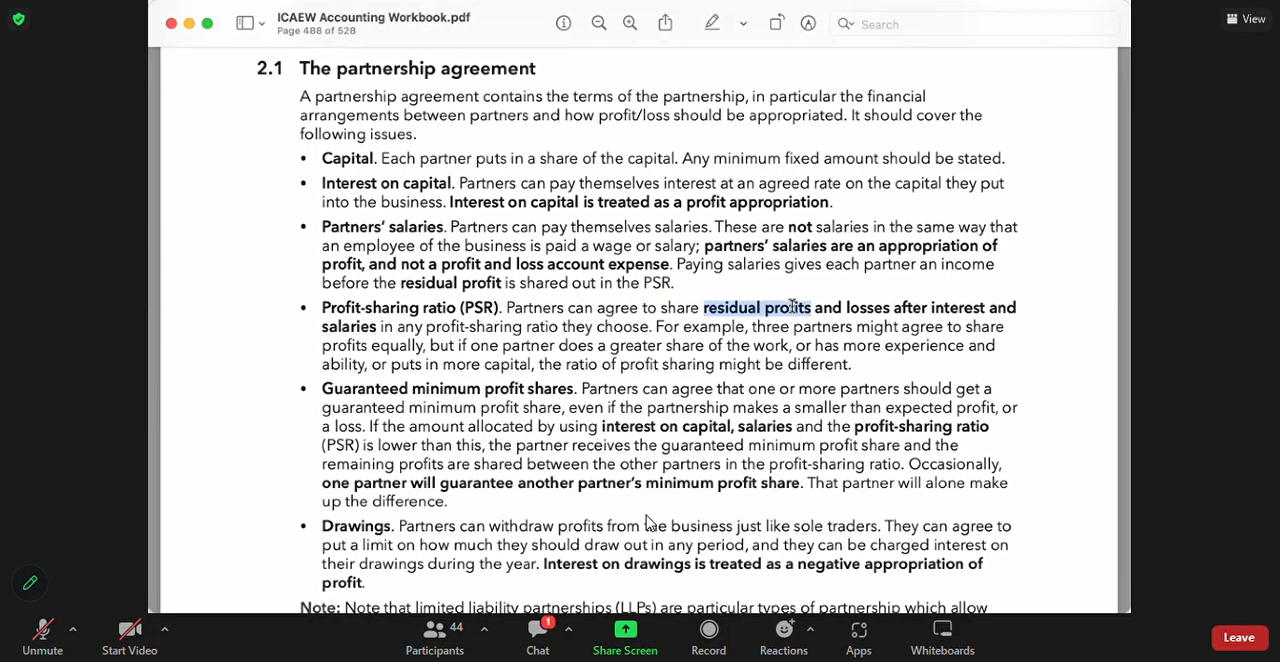 ICAEW Accounting Workbook.pdf
Page 488 of 528
Search
View
2.1 The partnership agreement
A partnership agreement contains the terms of the partnership, in particular the financial
arrangements between partners and how profit/loss should be appropriated. It should cover the
following issues.
• Capital. Each partner puts in a share of the capital. Any minimum fixed amount should be stated.
• Interest on capital. Partners can pay themselves interest at an agreed rate on the capital they put
into the business. Interest on capital is treated as a profit appropriation.
• Partners' salaries. Partners can pay themselves salaries. These are not salaries in the same way that
an employee of the business is paid a wage or salary; partners' salaries are an appropriation of
profit, and not a profit and loss account expense. Paying salaries gives each partner an income
before the residual profit is shared out in the PSR.
• Profit-sharing ratio (PSR). Partners can agree to share residual profits and losses after interest and
salaries in any profit-sharing ratio they choose. For example, three partners might agree to share
profits equally, but if one partner does a greater share of the work, or has more experience and
ability, or puts in more capital, the ratio of profit sharing might be different.
• Guaranteed minimum profit shares. Partners can agree that one or more partners should get a
guaranteed minimum profit share, even if the partnership makes a smaller than expected profit, or
a loss. If the amount allocated by using interest on capital, salaries and the profit-sharing ratio
(PSR) is lower than this, the partner receives the guaranteed minimum profit share and the
remaining profits are shared between the other partners in the profit-sharing ratio. Occasionally,
one partner will guarantee another partner's minimum profit share. That partner will alone make
up the difference.
• Drawings. Partners can withdraw profits from the business just like sole traders. They can agree to
put a limit on how much they should draw out in any period, and they can be charged interest on
their drawings during the year. Interest on drawings is treated as a negative appropriation of
profit.
Note: Note that limited liability partnerships (LLPs) are particular types of partnership which allow
44
1
Unmute
Start Video
Participants
Chat
Share Screen
Record
Reactions
Apps
Whiteboards
Leave